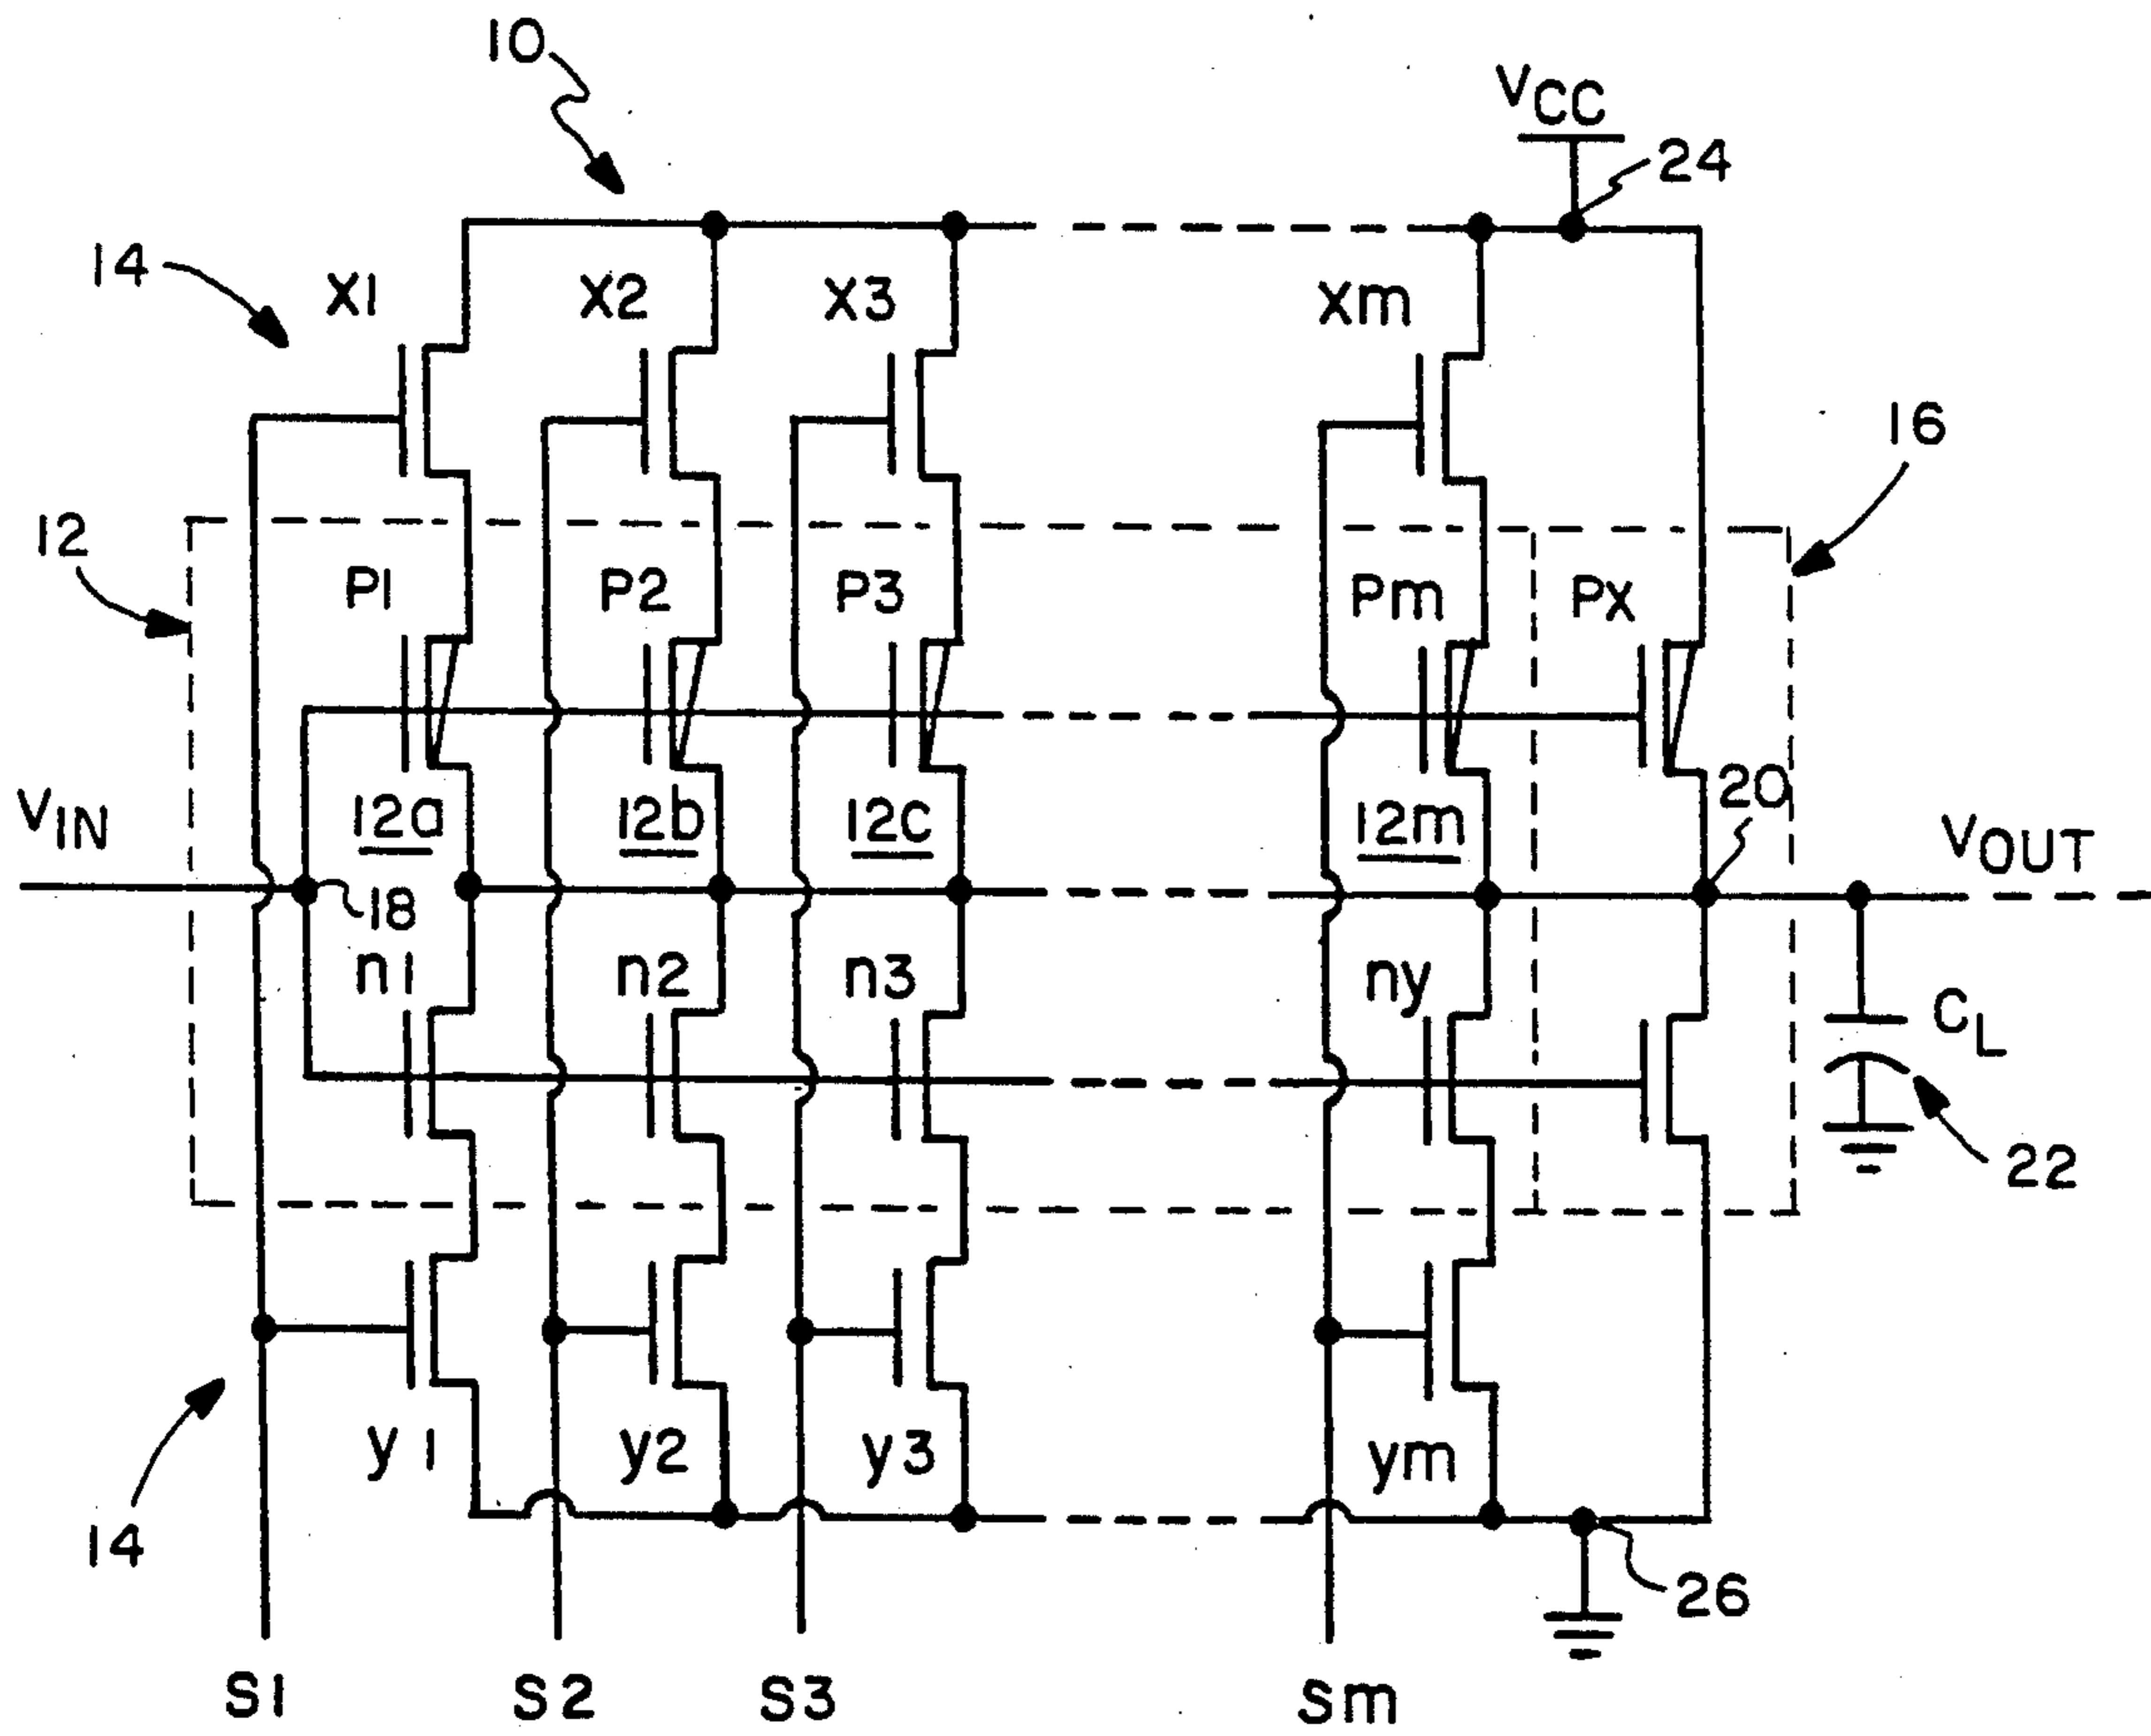 10
VCC
24
14
X1
X2
X3
Xm
16
12
P1
P2
P3
Pm
PX
20
VIN
12a
12b
12c
12m
VOUT
18
n1
n2
n3
ny
CL
22
y1
y2
y3
ym
14
26
S1
S2
S3
Sm